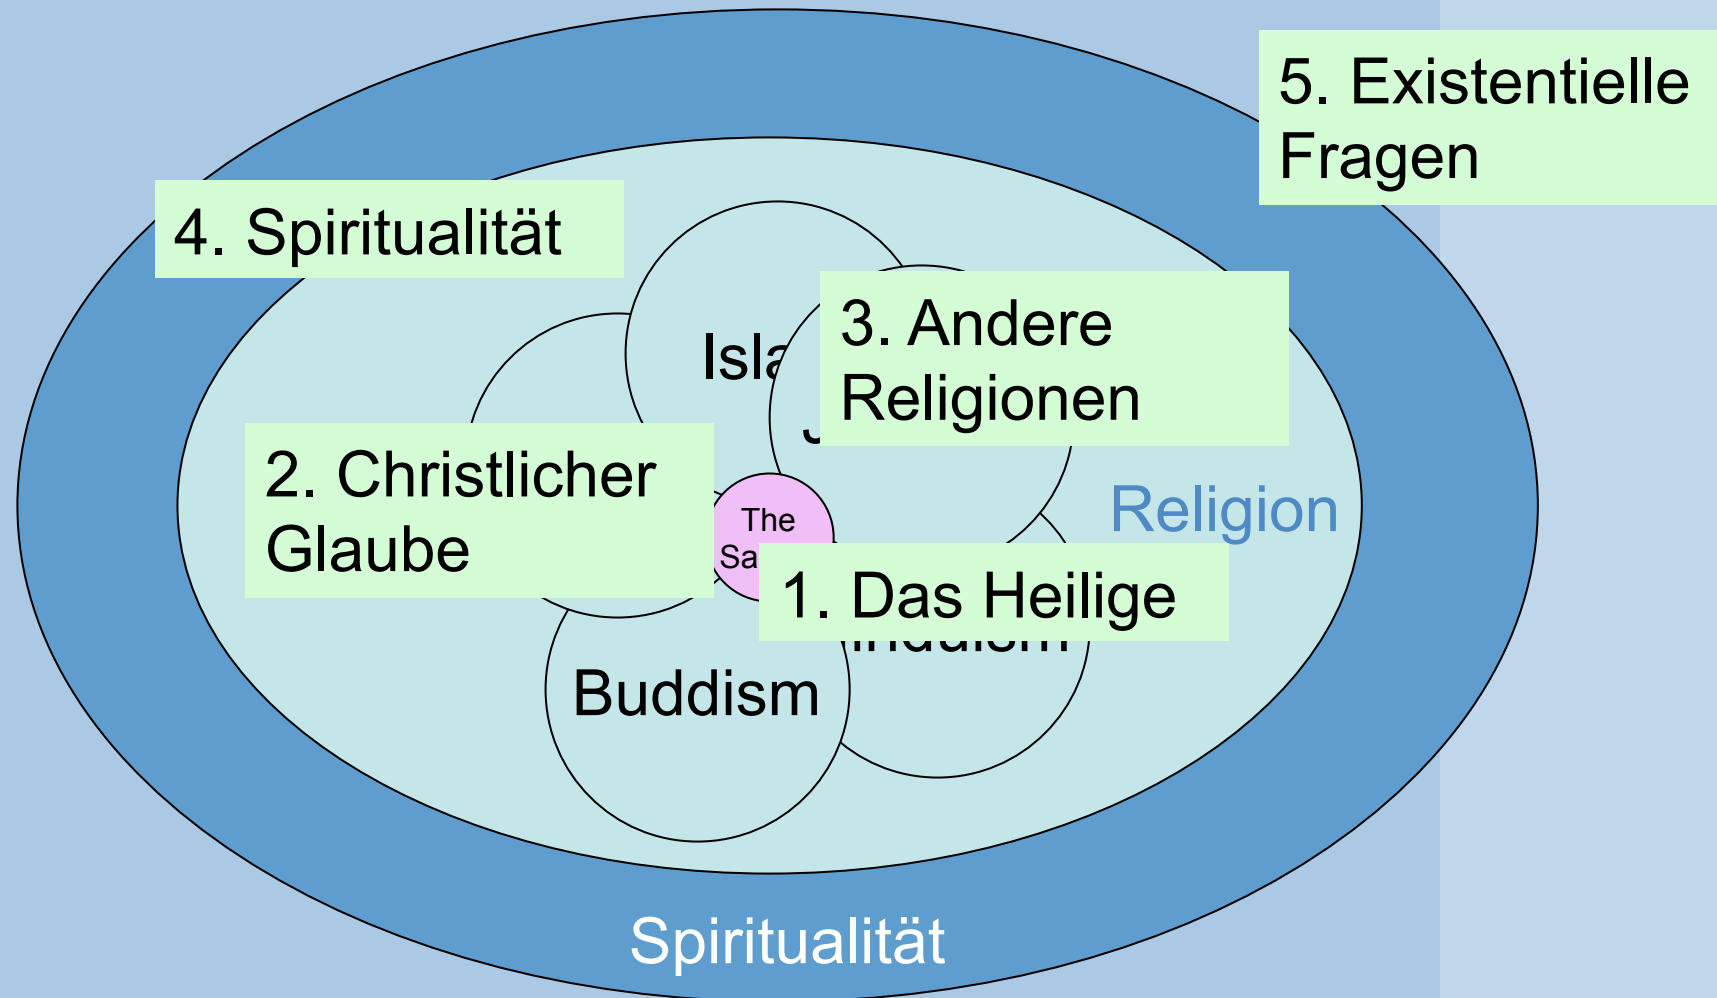 5. Existentielle
Fragen
4. Spiritualität
3. Andere
Religionen
2. Christlicher
Glaube
The
Religion
1. Das Heilige
Buddism
Spiritualität